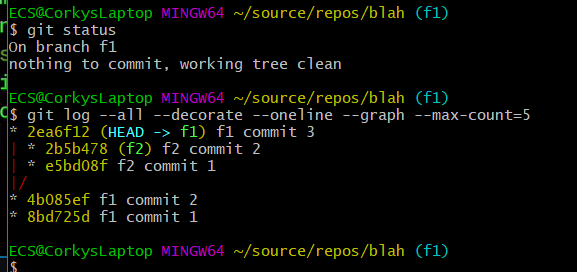 ECS@CorkysLaptop MINGW64 ~/source/repos/blah (f1)
$ git status
On branch f1
nothing to commit, working tree clean
ECS@CorkysLaptop MINGW64 ~/source/repos/blah (f1)
$ git log --all --decorate --oneline --graph --max-count=5
* 2ea6f12 (HEAD -> f1) f1 commit 3
| * 2b5b478 (f2) f2 commit 2
| * e5bd08f f2 commit 1
|/
* 4b085ef f1 commit 2
* 8bd725d f1 commit 1
ECS@CorkysLaptop MINGW64 ~/source/repos/blah (f1)
$